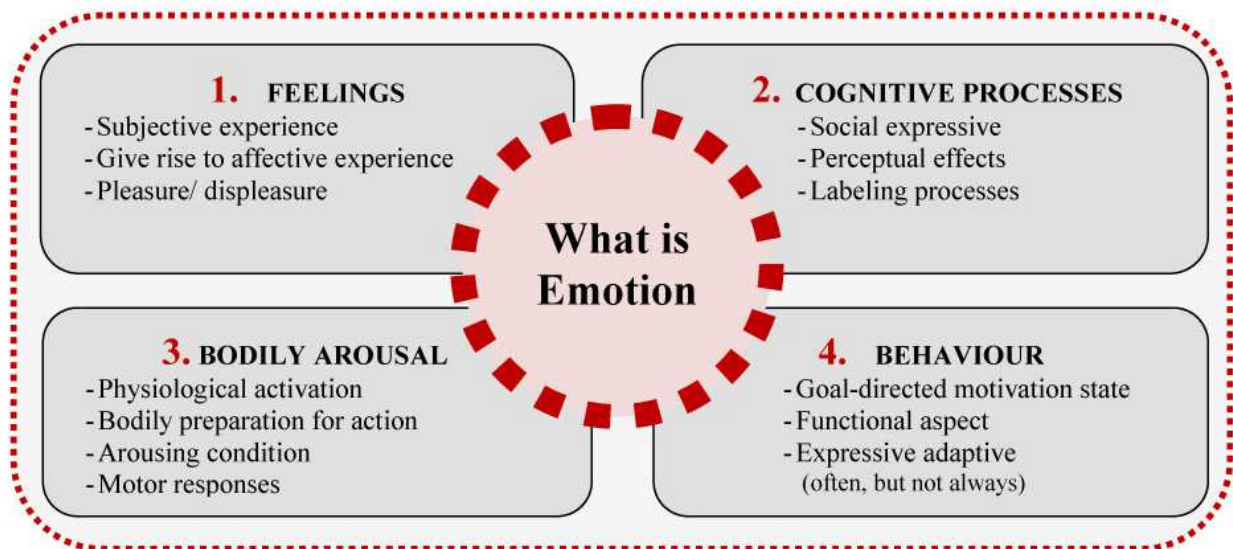 1. FEELINGS
- Subjective experience
- Give rise to affective experience
- Pleasure/ displeasure
2. COGNITIVE PROCESSES
- Social expressive
- Perceptual effects
- Labeling processes
What is
Emotion
3. BODILY AROUSAL
- Physiological activation
- Bodily preparation for action
- Arousing condition
- Motor responses
4. BEHAVIOUR
- Goal-directed motivation state
- Functional aspect
- Expressive adaptive
(often, but not always)